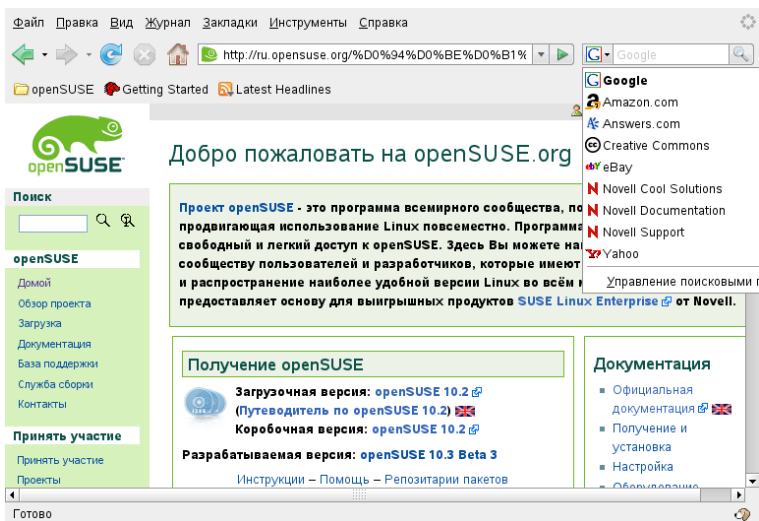 Файл Правка Вид Журнал Закладки Инструменты Справка
http://ru.opensuse.org/%D0%94%D0%BE%D0%B1%
G Google
openSUSE Getting Started Latest Headlines
G Google
Amazon.com
Answers.com
Creative Commons
eBay
Novell Cool Solutions
Novell Documentation
Novell Support
Yahoo
Управление поисковыми
openSUSE
Поиск
openSUSE
Домой
Обзор проекта
Загрузка
Документация
База поддержки
Служба сборки
Контакты
Принять участие
Принять участие
Проекты
Добро пожаловать на openSUSE.org
Проект openSUSE - это программа всемирного сообщества,
продвигающая использование Linux повсеместно. Программа
свободный и легкий доступ к openSUSE. Здесь Вы можете
сообществу пользователей и разработчиков, которые имеют
и распространение наиболее удобной версии Linux во всём
предоставляет основу для выигрышных продуктов SUSE Linux Enterprise от Novell.
Получение openSUSE
Загрузочная версия: openSUSE 10.2
(Путеводитель по openSUSE 10.2)
Коробочная версия: openSUSE 10.2
Разрабатываемая версия: openSUSE 10.3 Beta 3
Инструкции – Помощь – Репозитарии пакетов
Документация
Официальная
документация
Получение и
установка
Настройка
Оборудование
Готово